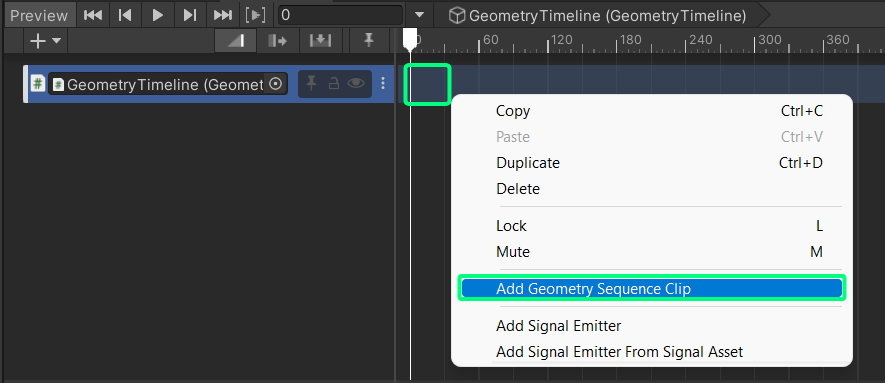 Preview 0 GeometryTimeline (GeometryTimeline)
60 120 180 240 300 360
# # GeometryTimeline (Geomet
Copy Ctrl+C
Paste Ctrl+V
Duplicate Ctrl+D
Delete
Lock L
Mute M
Add Geometry Sequence Clip
Add Signal Emitter
Add Signal Emitter From Signal Asset